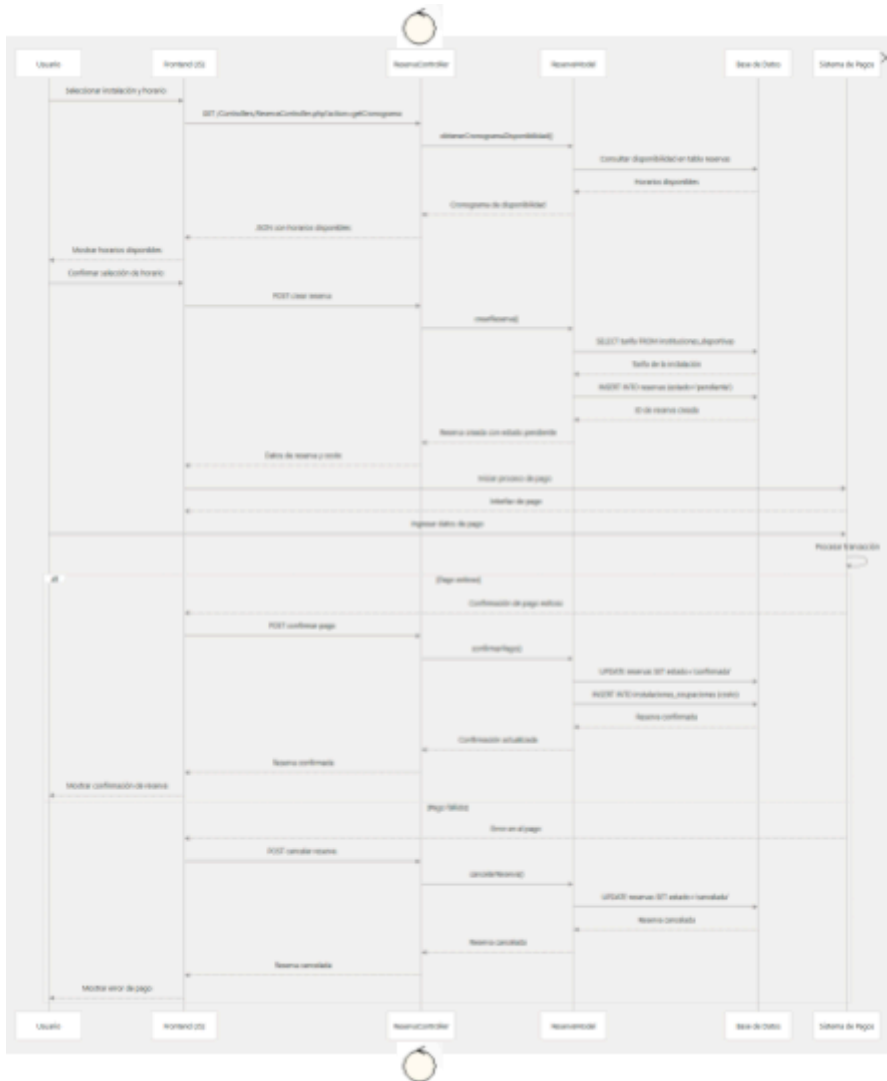 Usuario Frontend (JS) ReservaController ReservaModel Base de Datos Sistema de Pagos
Seleccionar instalación y horario
GET /Controllers/ReservaController.php?action=getCronograma
obtenerCronogramaDisponibilidad()
Consultar disponibilidad en tabla reservas
Horarios disponibles
Cronograma de disponibilidad
JSON con horarios disponibles
Mostrar horarios disponibles
Confirmar selección de horario
POST crear reserva
crearReserva()
SELECT tarifa FROM instituciones_deportivas
Tarifa de la instalación
INSERT INTO reservas (estado='pendiente')
ID de reserva creada
Reserva creada con estado pendiente
Datos de reserva y costo
Iniciar proceso de pago
Interfaz de pago
Ingresar datos de pago
Procesar transacción
alt
[Pago exitoso]
Confirmación de pago exitoso
POST confirmar pago
confirmarPago()
UPDATE reservas SET estado='confirmada'
INSERT INTO instalaciones_ocupaciones (costo)
Reserva confirmada
Confirmación actualizada
Reserva confirmada
Mostrar confirmación de reserva
[Pago fallido]
Error en el pago
POST cancelar reserva
cancelarReserva()
UPDATE reservas SET estado='cancelada'
Reserva cancelada
Reserva cancelada
Reserva cancelada
Mostrar error de pago
Usuario Frontend (JS) ReservaController ReservaModel Base de Datos Sistema de Pagos